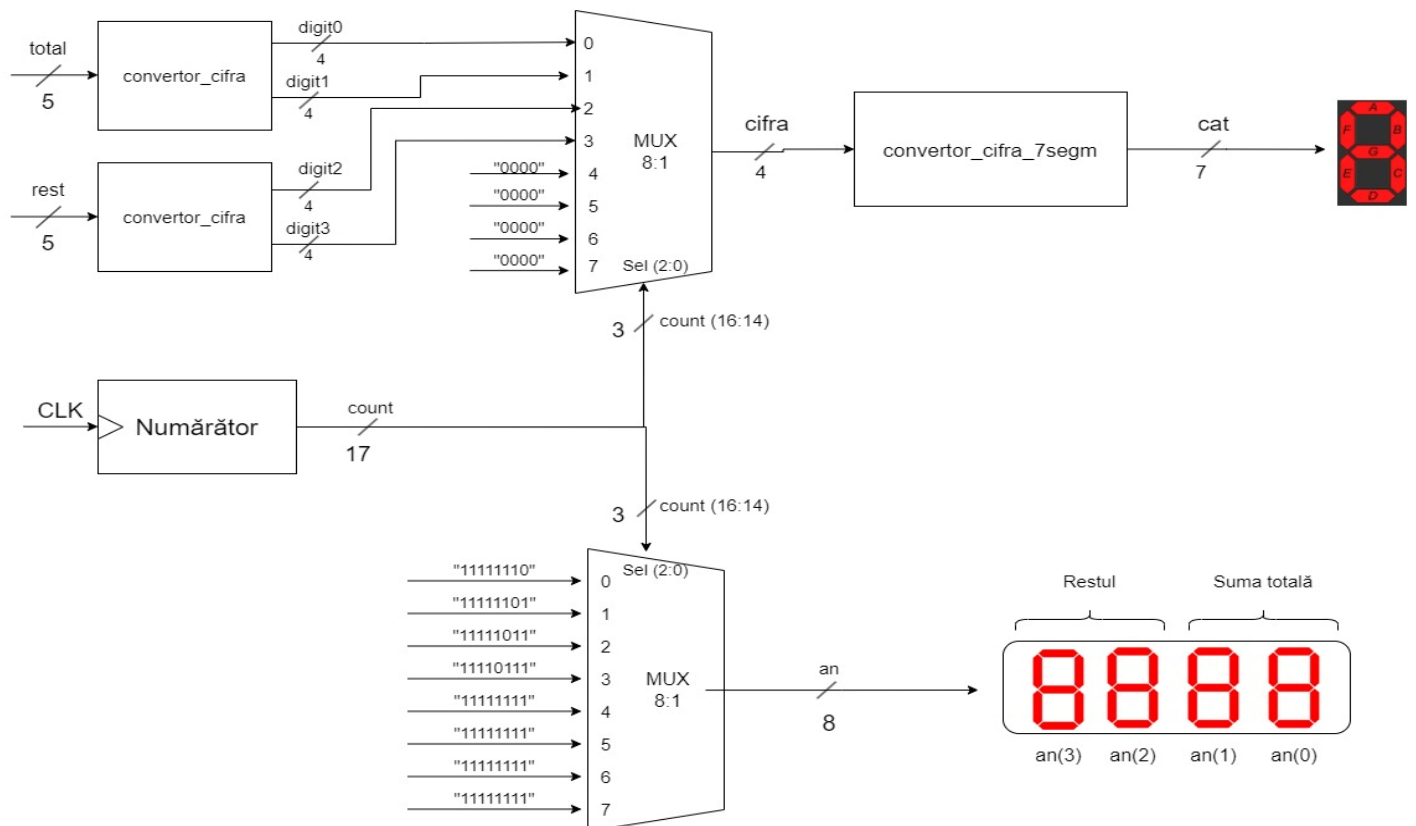 total
5
convertor_cifra
digit0
4
digit1
4
rest
5
convertor_cifra
digit2
4
digit3
4
"0000"
"0000"
"0000"
"0000"
0
1
2
3
4
5
6
7
MUX
8:1
Sel (2:0)
cifra
4
convertor_cifra_7segm
cat
7
A
F
B
G
E
C
D
3
count (16:14)
CLK
Numărător
count
17
3
count (16:14)
"11111110"
"11111101"
"11111011"
"11110111"
"11111111"
"11111111"
"11111111"
"11111111"
Sel (2:0)
0
1
2
3
4
5
6
7
MUX
8:1
an
8
Restul
Suma totală
8888
an(3)
an(2)
an(1)
an(0)